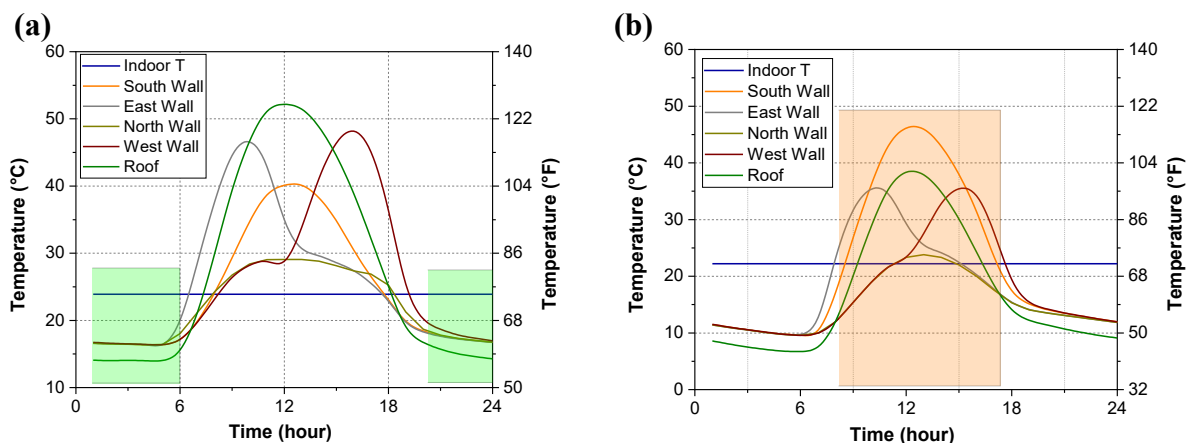 (a)
60
50
40
30
20
10
Temperature (°C)
Indoor T
South Wall
East Wall
North Wall
West Wall
Roof
140
122
104
86
68
50
Temperature (°F)
0 6 12 18 24
Time (hour)
(b)
60
50
40
30
20
10
0
Temperature (°C)
Indoor T
South Wall
East Wall
North Wall
West Wall
Roof
140
122
104
86
68
50
32
Temperature (°F)
0 6 12 18 24
Time (hour)